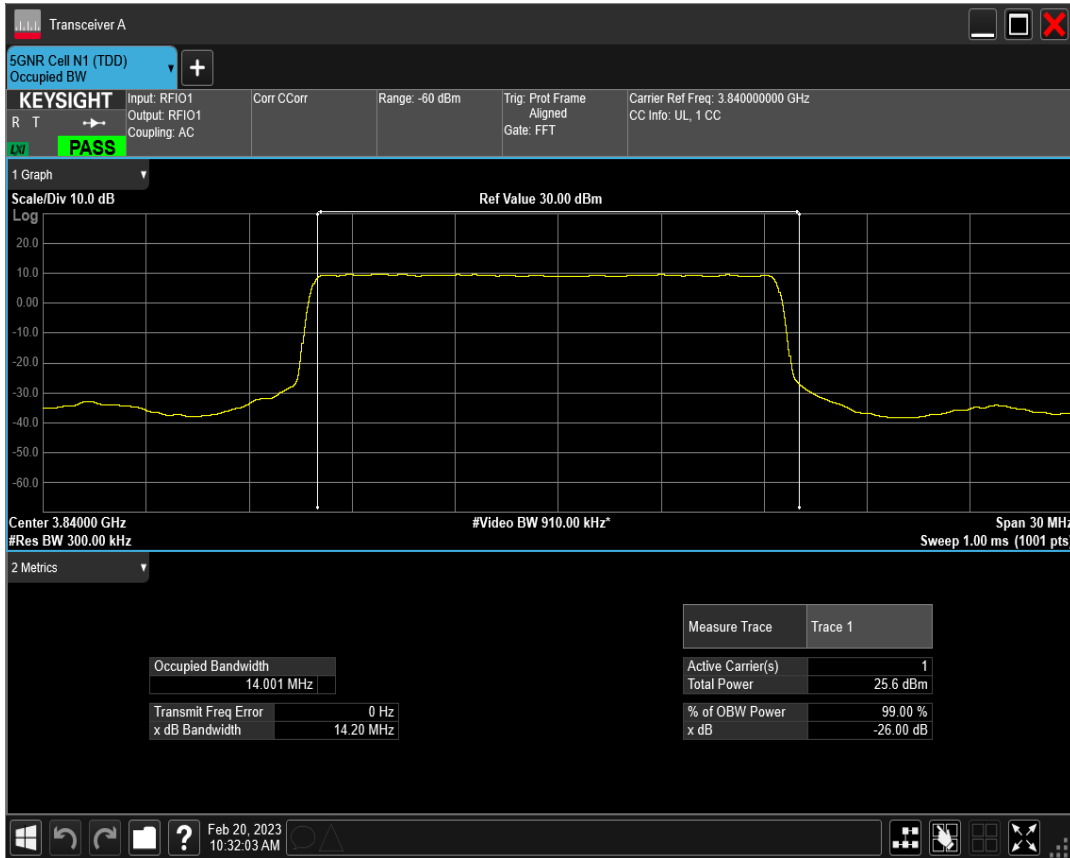 Transceiver A
5GNR Cell N1 (TDD)
Occupied BW
+
KEYSIGHT
R T
LXI
PASS
Input: RFIO1
Output: RFIO1
Coupling: AC
Corr CCorr
Range: -60 dBm
Trig: Prot Frame
Aligned
Gate: FFT
Carrier Ref Freq: 3.840000000 GHz
CC Info: UL, 1 CC
1 Graph
Scale/Div 10.0 dB
Ref Value 30.00 dBm
Log
20.0
10.0
0.00
-10.0
-20.0
-30.0
-40.0
-50.0
-60.0
Center 3.84000 GHz
#Video BW 910.00 kHz*
Span 30 MHz
#Res BW 300.00 kHz
Sweep 1.00 ms (1001 pts)
2 Metrics
Measure Trace Trace 1
Occupied Bandwidth
14.001 MHz
Transmit Freq Error 0 Hz
x dB Bandwidth 14.20 MHz
Active Carrier(s) 1
Total Power 25.6 dBm
% of OBW Power 99.00 %
x dB -26.00 dB
?
Feb 20, 2023
10:32:03 AM